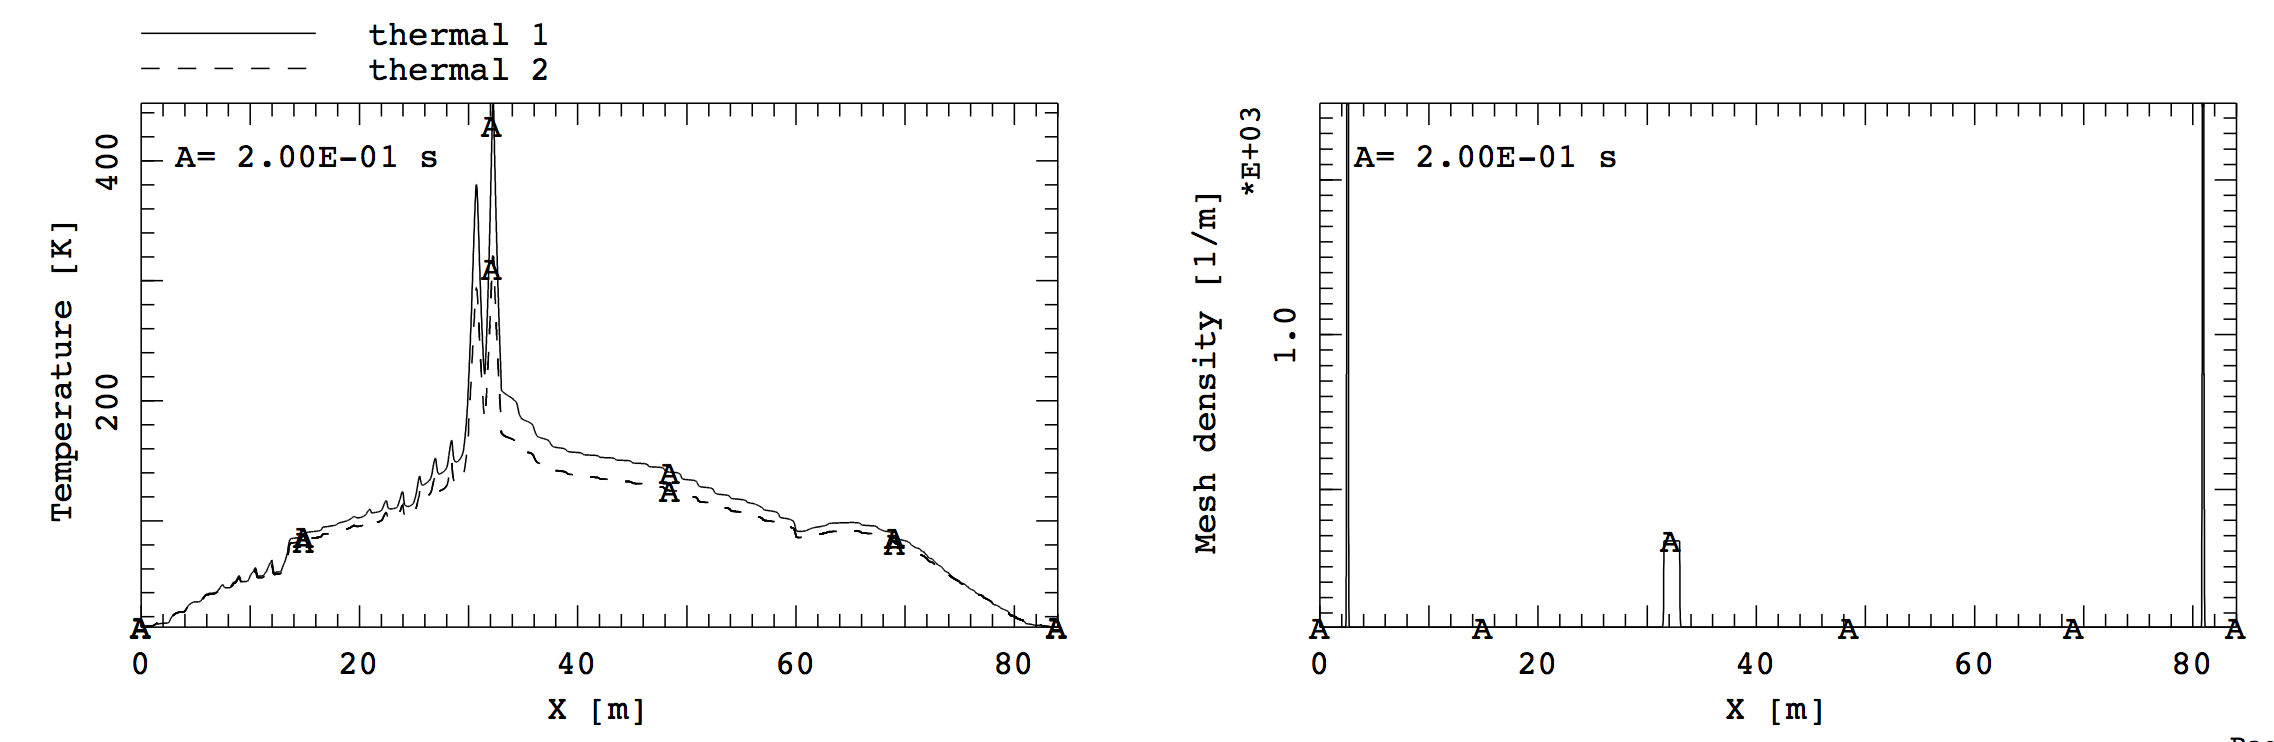 thermal 1
thermal 2
A= 2.00E-01 s
A
A
A
A
A
A
A
A
A
A
Temperature [K]
400
200
0 20 40 60 80
X [m]
*E+03
A= 2.00E-01 s
Mesh density [1/m]
1.0
A
A A A A A
0 20 40 60 80
X [m]